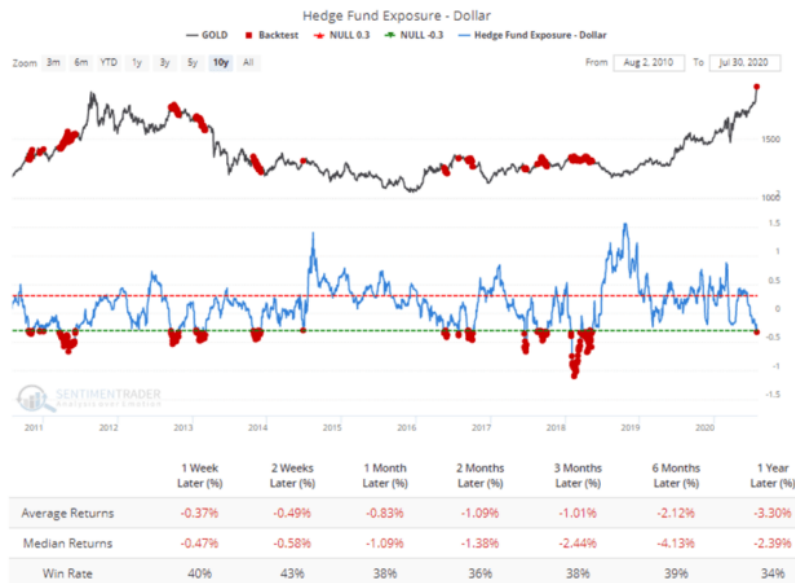 Hedge Fund Exposure - Dollar
GOLD Backtest NULL 0.3 NULL -0.3 Hedge Fund Exposure - Dollar
Zoom 3m 6m YTD 1y 3y 5y 10y All From Aug 2, 2010 To Jul 30, 2020
1500
1000
2
1.5
1
0.5
0
-0.5
-1
-1.5
SENTIMENTRADER
Analysis over Emotion
2011 2012 2013 2014 2015 2016 2017 2018 2019 2020
1 Week 2 Weeks 1 Month 2 Months 3 Months 6 Months 1 Year
Later (%) Later (%) Later (%) Later (%) Later (%) Later (%) Later (%)
Average Returns -0.37% -0.49% -0.83% -1.09% -1.01% -2.12% -3.30%
Median Returns -0.47% -0.58% -1.09% -1.38% -2.44% -4.13% -2.39%
Win Rate 40% 43% 38% 36% 38% 39% 34%